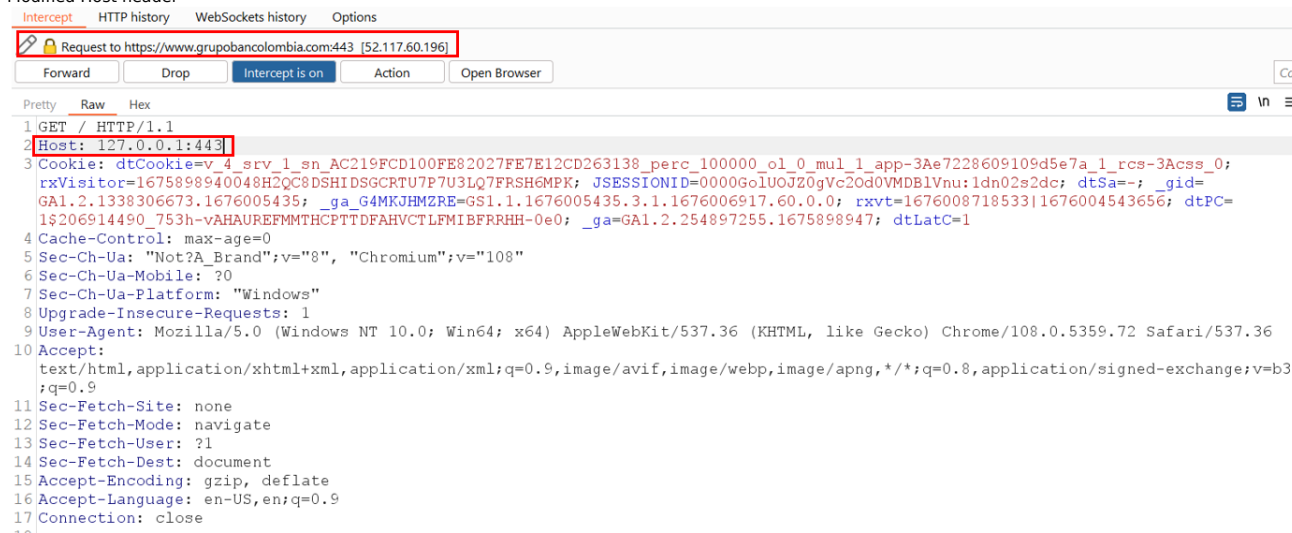 Modified Host header
Intercept HTTP history WebSockets history Options
Request to https://www.grupobancolombia.com:443 [52.117.60.196]
Forward Drop Intercept is on Action Open Browser
Pretty Raw Hex \n
1 GET / HTTP/1.1
2 Host: 127.0.0.1:443
3 Cookie: dtCookie=v_4_srv_1_sn_AC219FCD100FE82027FE7E12CD263138_perc_100000_ol_0_mul_1_app-3Ae7228609109d5e7a_1_rcs-3Acss_0;
rxVisitor=1675898940048H2QC8DSHIDSGCRTU7P7U3LQ7FRSH6MPK; JSESSIONID=0000GolUOJZ0gVc2Od0VMDBlVnu:1dn02s2dc; dtSa=-; _gid=
GA1.2.1338306673.1676005435; _ga_G4MKJHMZRE=GS1.1.1676005435.3.1.1676006917.60.0.0; rxvt=1676008718533|1676004543656; dtPC=
1$206914490_753h-vAHAUREFMMTHCPTTDFAHVCTLFMIBFRRHH-0e0; _ga=GA1.2.254897255.1675898947; dtLatC=1
4 Cache-Control: max-age=0
5 Sec-Ch-Ua: "Not?A_Brand";v="8", "Chromium";v="108"
6 Sec-Ch-Ua-Mobile: ?0
7 Sec-Ch-Ua-Platform: "Windows"
8 Upgrade-Insecure-Requests: 1
9 User-Agent: Mozilla/5.0 (Windows NT 10.0; Win64; x64) AppleWebKit/537.36 (KHTML, like Gecko) Chrome/108.0.5359.72 Safari/537.36
10 Accept:
text/html,application/xhtml+xml,application/xml;q=0.9,image/avif,image/webp,image/apng,*/*;q=0.8,application/signed-exchange;v=b3
;q=0.9
11 Sec-Fetch-Site: none
12 Sec-Fetch-Mode: navigate
13 Sec-Fetch-User: ?1
14 Sec-Fetch-Dest: document
15 Accept-Encoding: gzip, deflate
16 Accept-Language: en-US,en;q=0.9
17 Connection: close